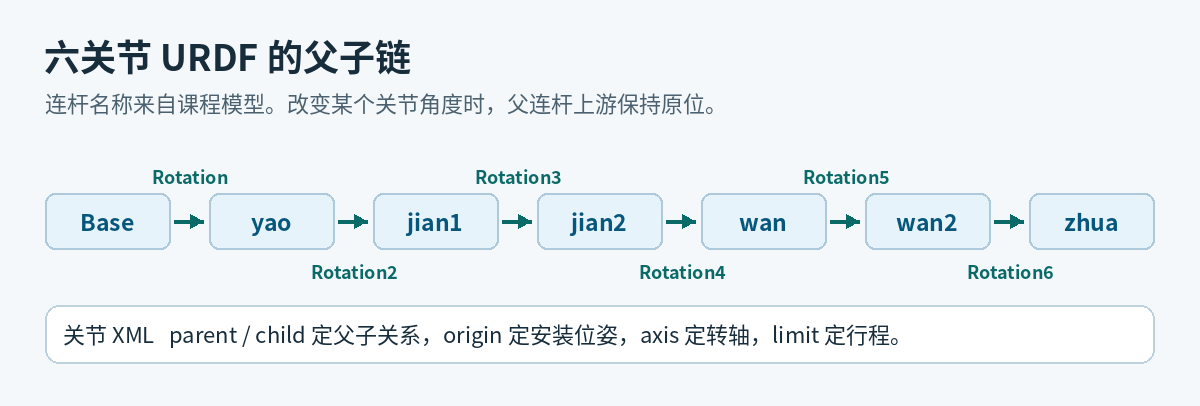 六关节 URDF 的父子链
连杆名称来自课程模型。改变某个关节角度时，父连杆上游保持原位。
Rotation Rotation3 Rotation5
Base yao jian1 jian2 wan wan2 zhua
Rotation2 Rotation4 Rotation6
关节 XML parent / child 定父子关系，origin 定安装位姿，axis 定转轴，limit 定行程。